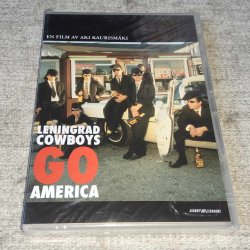 EN FILM AV AKI KAURISMÄKI
LENINGRAD
COWBOYS
GO
AMERICA